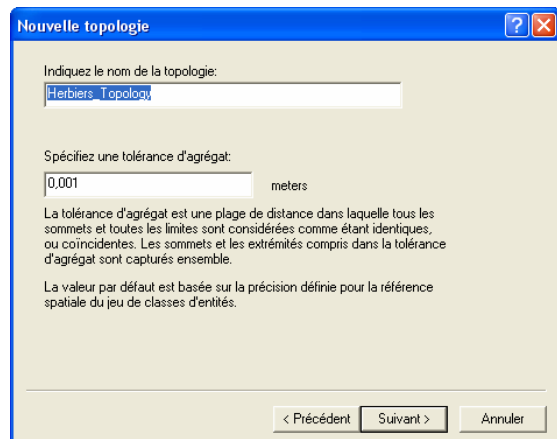 Nouvelle topologie
Indiquez le nom de la topologie:
Herbiers_Topology
Spécifiez une tolérance d'agrégat:
0,001 meters
La tolérance d'agrégat est une plage de distance dans laquelle tous les
sommets et toutes les limites sont considérées comme étant identiques,
ou coïncidentes. Les sommets et les extrémités compris dans la tolérance
d'agrégat sont capturés ensemble.
La valeur par défaut est basée sur la précision définie pour la référence
spatiale du jeu de classes d'entités.
< Précédent Suivant > Annuler